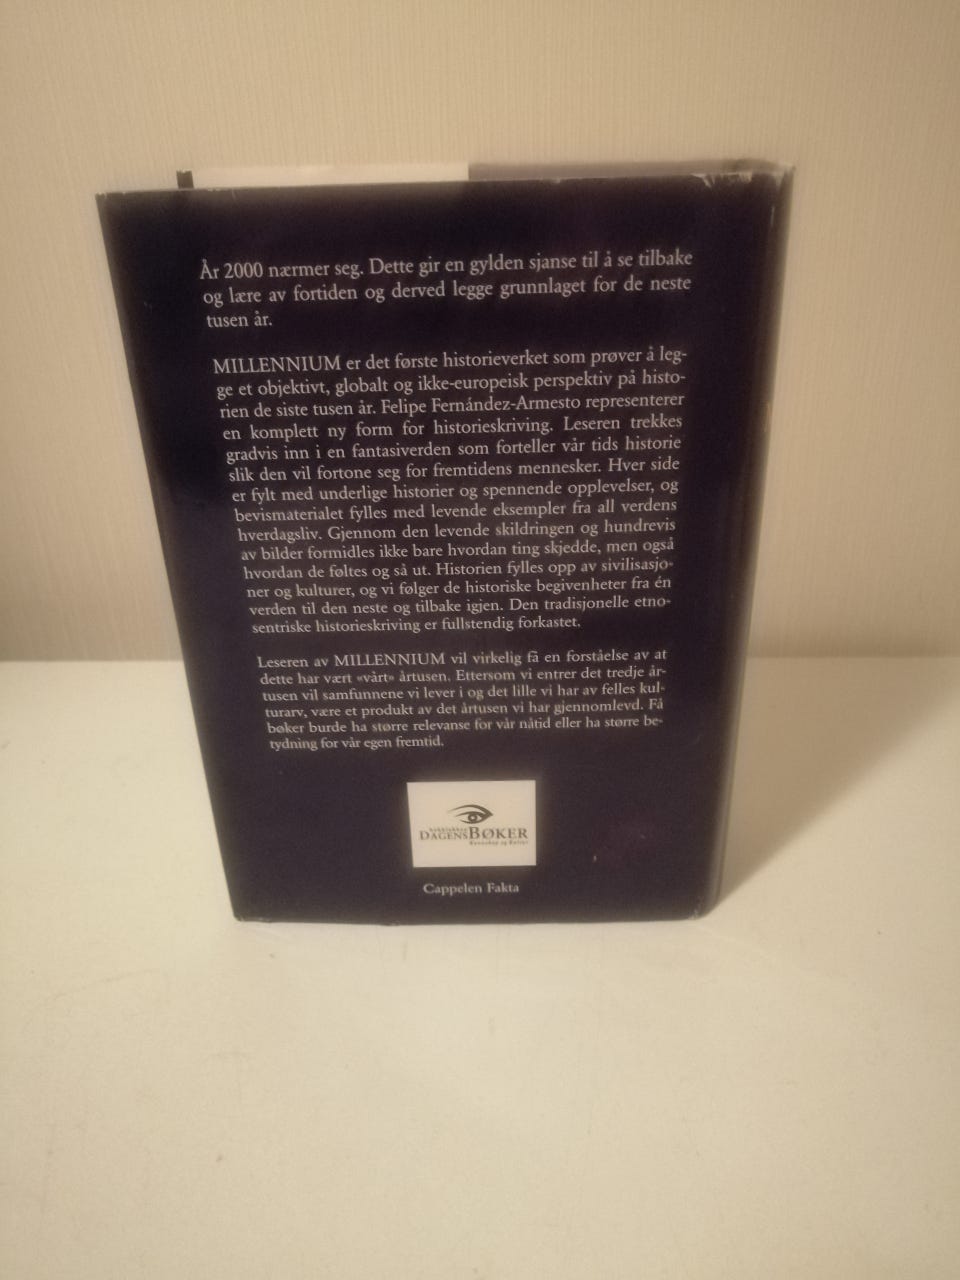 År 2000 nærmer seg. Dette gir en gylden sjanse til å se tilbake
og lære av fortiden og derved legge grunnlaget for de neste
tusen år.
MILLENNIUM er det første historieverket som prøver å leg-
ge et objektivt, globalt og ikke-europeisk perspektiv på histo-
rien de siste tusen år. Felipe Fernández-Armesto representerer
en komplett ny form for historieskriving. Leseren trekkes
gradvis inn i en fantasiverden som forteller vår tids historie
slik den vil fortone seg for fremtidens mennesker. Hver side
er fylt med underlige historier og spennende opplevelser, og
bevismaterialet fylles med levende eksempler fra all verdens
hverdagsliv. Gjennom den levende skildringen og hundrevis
av bilder formidles ikke bare hvordan ting skjedde, men også
hvordan de føltes og så ut. Historien fylles opp av sivilisasjo-
ner og kulturer, og vi følger de historiske begivenheter fra én
verden til den neste og tilbake igjen. Den tradisjonelle etno-
sentriske historieskriving er fullstendig forkastet.
Leseren av MILLENNIUM vil virkelig få en forståelse av at
dette har vært «vårt» årtusen. Ettersom vi entrer det tredje år-
tusen vil samfunnene vi lever i og det lille vi har av felles kul-
turarv, være et produkt av det årtusen vi har gjennomlevd. Få
bøker burde ha større relevanse for vår nåtid eller ha større be-
tydning for vår egen fremtid.
DAGENS BØKER
Cappelen Fakta